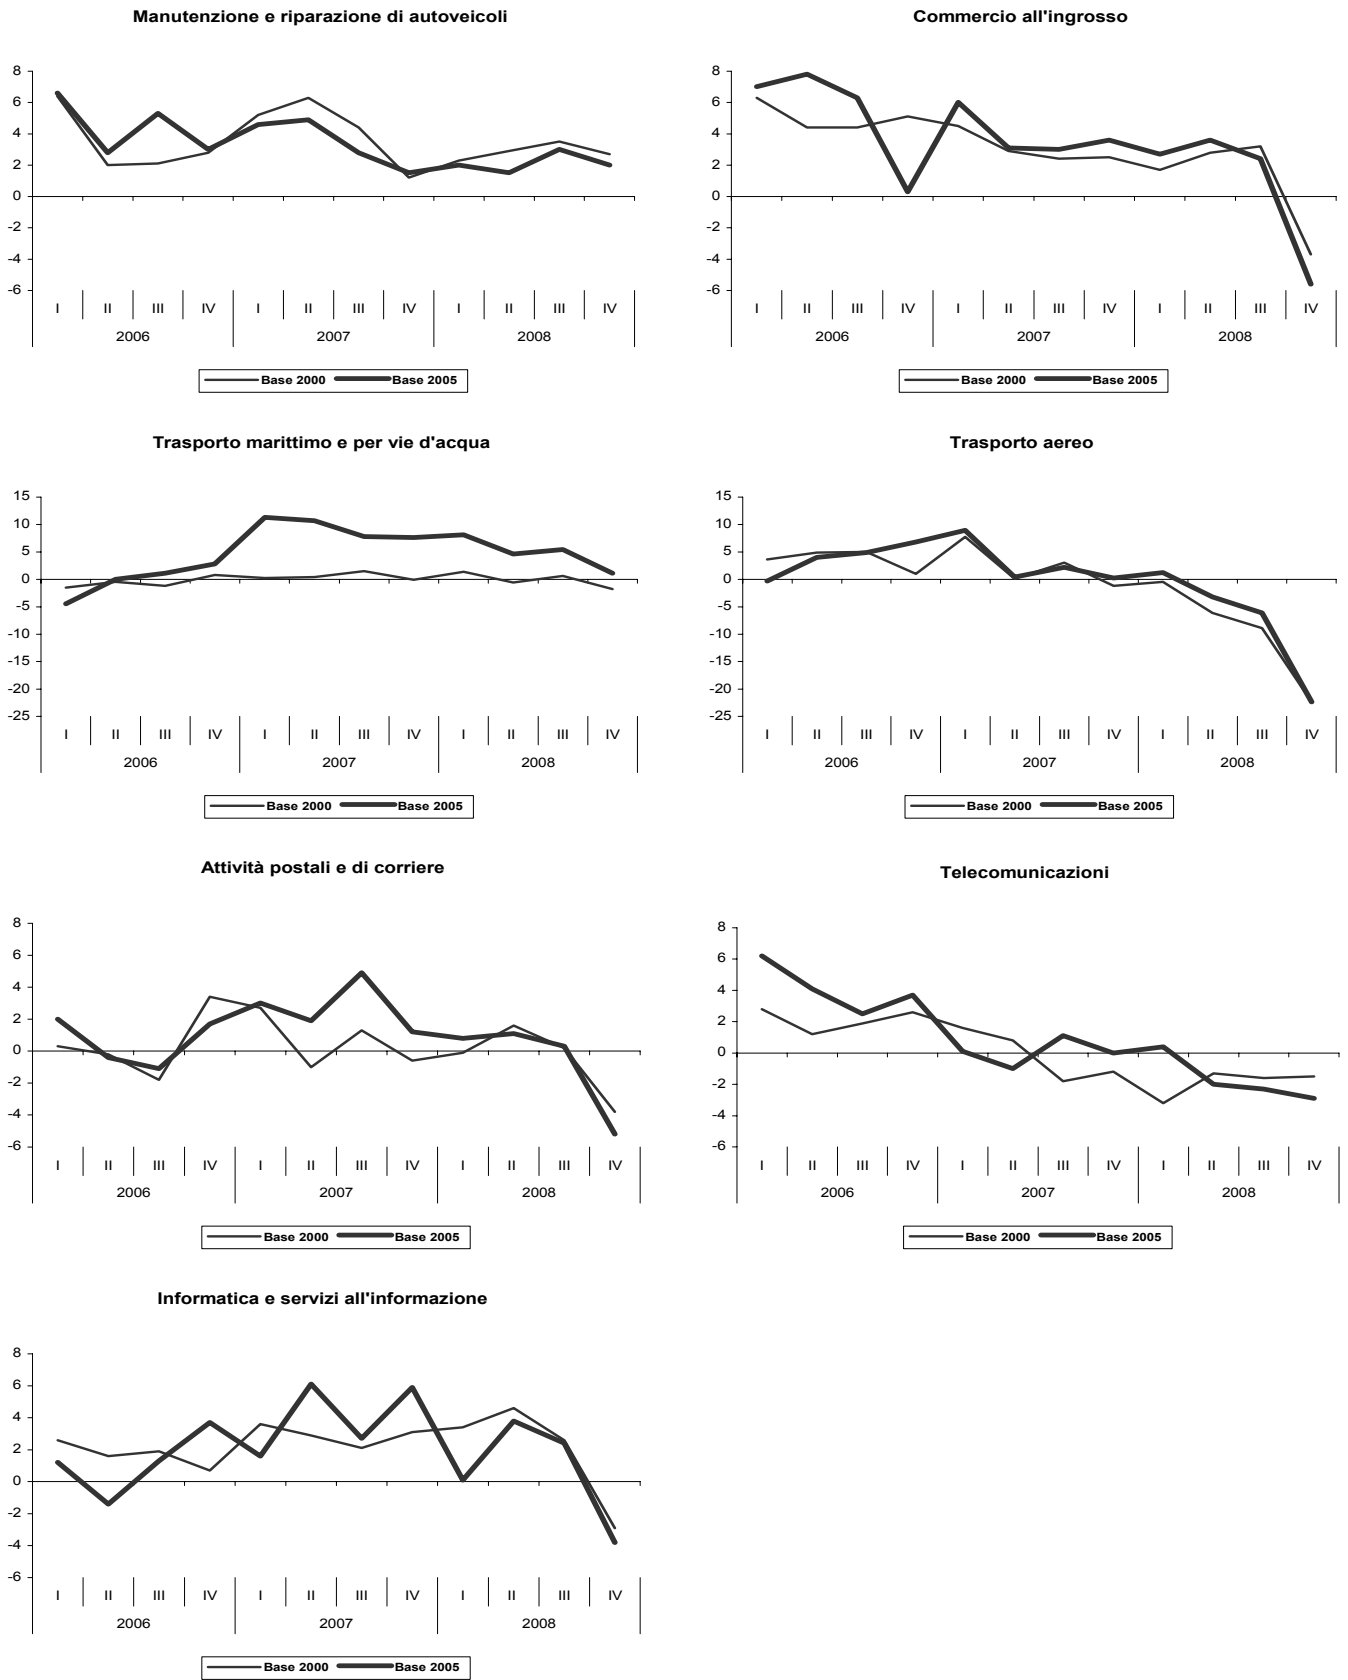 Manutenzione e riparazione di autoveicoli
8
6
4
2
0
-2
-4
-6
I II III IV I II III IV I II III IV
2006 2007 2008
Base 2000 Base 2005
Commercio all'ingrosso
8
6
4
2
0
-2
-4
-6
I II III IV I II III IV I II III IV
2006 2007 2008
Base 2000 Base 2005
Trasporto marittimo e per vie d'acqua
15
10
5
0
-5
-10
-15
-20
-25
I II III IV I II III IV I II III IV
2006 2007 2008
Base 2000 Base 2005
Trasporto aereo
15
10
5
0
-5
-10
-15
-20
-25
I II III IV I II III IV I II III IV
2006 2007 2008
Base 2000 Base 2005
Attività postali e di corriere
8
6
4
2
0
-2
-4
-6
I II III IV I II III IV I II III IV
2006 2007 2008
Base 2000 Base 2005
Telecomunicazioni
8
6
4
2
0
-2
-4
-6
I II III IV I II III IV I II III IV
2006 2007 2008
Base 2000 Base 2005
Informatica e servizi all'informazione
8
6
4
2
0
-2
-4
-6
I II III IV I II III IV I II III IV
2006 2007 2008
Base 2000 Base 2005